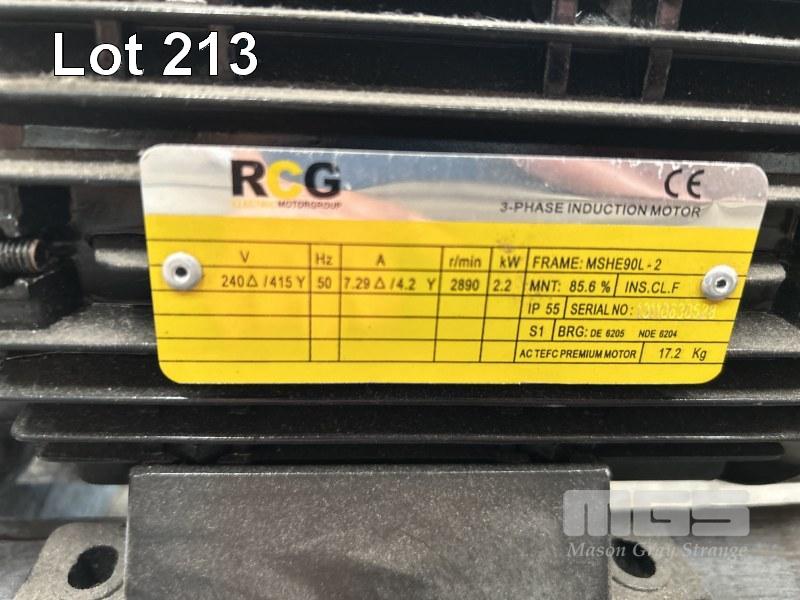 Lot 213
RCG
ELECTRIC MOTORGROUP
CE
3-PHASE INDUCTION MOTOR
V Hz A r/min kW FRAME: MSHE90L-2
240△/415Y 50 7.29△/4.2 Y 2890 2.2 MNT: 85.6% INS.CL.F
IP 55 SERIAL NO:
S1 BRG: DE 6205 NDE 6204
AC TEFC PREMIUM MOTOR 17.2 Kg
MGS
Mason Gray Strange